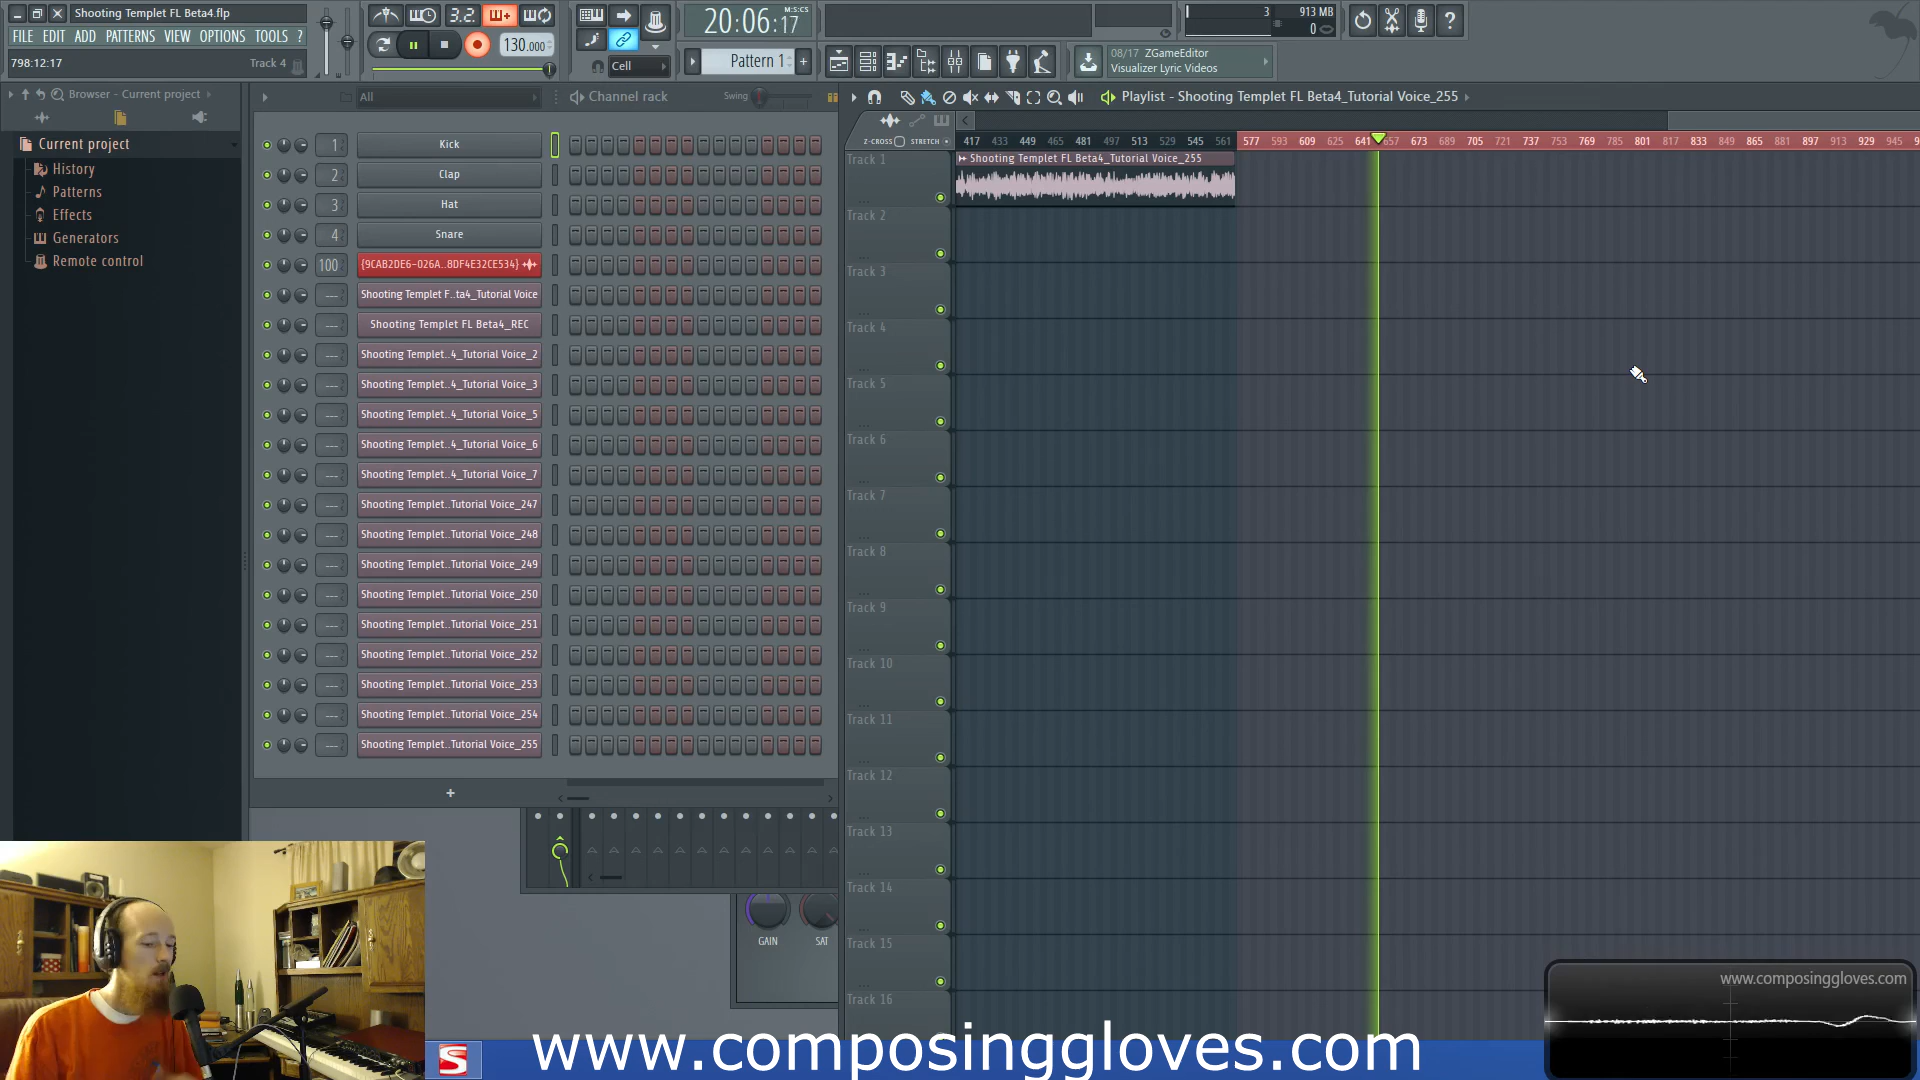 Shooting Templet FL Beta4.flp
FILE EDIT ADD PATTERNS VIEW OPTIONS TOOLS ?
798:12:17 Track 4
3.2.
130.000
Cell
20:06:17 M:S:CS
Pattern 1
3 913 MB
0
08/17 ZGameEditor
Visualizer Lyric Videos
Browser - Current project
All
Channel rack
Swing
Playlist - Shooting Templet FL Beta4_Tutorial Voice_255
Current project
History
Patterns
Effects
Generators
Remote control
1 Kick
2 Clap
3 Hat
4 Snare
100 {9CAB2DE6-026A..8DF4E32CE534}
--- Shooting Templet F..ta4_Tutorial Voice
--- Shooting Templet FL Beta4_REC
--- Shooting Templet..4_Tutorial Voice_2
--- Shooting Templet..4_Tutorial Voice_3
--- Shooting Templet..4_Tutorial Voice_5
--- Shooting Templet..4_Tutorial Voice_6
--- Shooting Templet..4_Tutorial Voice_7
--- Shooting Templet..Tutorial Voice_247
--- Shooting Templet..Tutorial Voice_248
--- Shooting Templet..Tutorial Voice_249
--- Shooting Templet..Tutorial Voice_250
--- Shooting Templet..Tutorial Voice_251
--- Shooting Templet..Tutorial Voice_252
--- Shooting Templet..Tutorial Voice_253
--- Shooting Templet..Tutorial Voice_254
--- Shooting Templet..Tutorial Voice_255
Z-CROSS STRETCH
417 433 449 465 481 497 513 529 545 561 577 593 609 625 641 657 673 689 705 721 737 753 769 785 801 817 833 849 865 881 897 913 929 945 9
Track 1
Shooting Templet FL Beta4_Tutorial Voice_255
Track 2
Track 3
Track 4
Track 5
Track 6
Track 7
Track 8
Track 9
Track 10
Track 11
Track 12
Track 13
Track 14
Track 15
Track 16
GAIN SAT
www.composinggloves.com
www.composinggloves.com
S